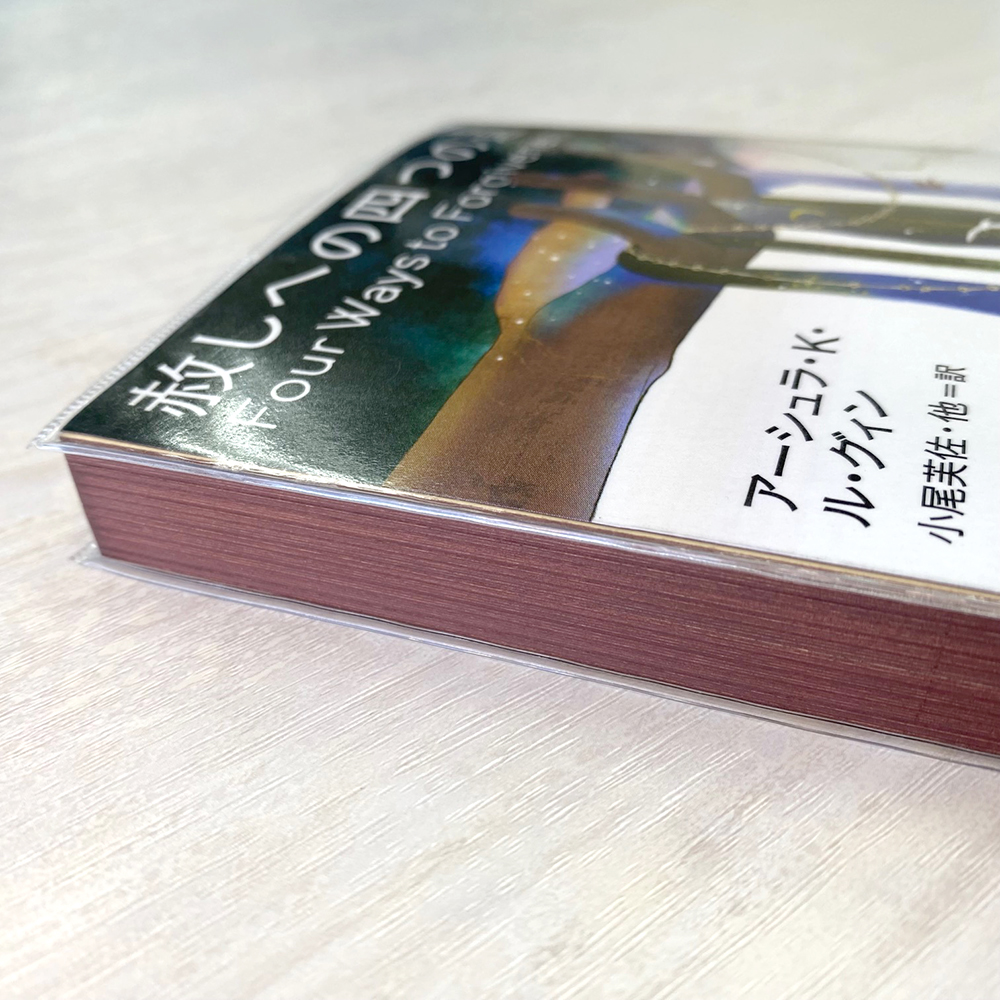 赦しへの四つの
Four Ways to Forgiven
アーシュラ・K・
ル・グィン
小尾芙佐・他=訳